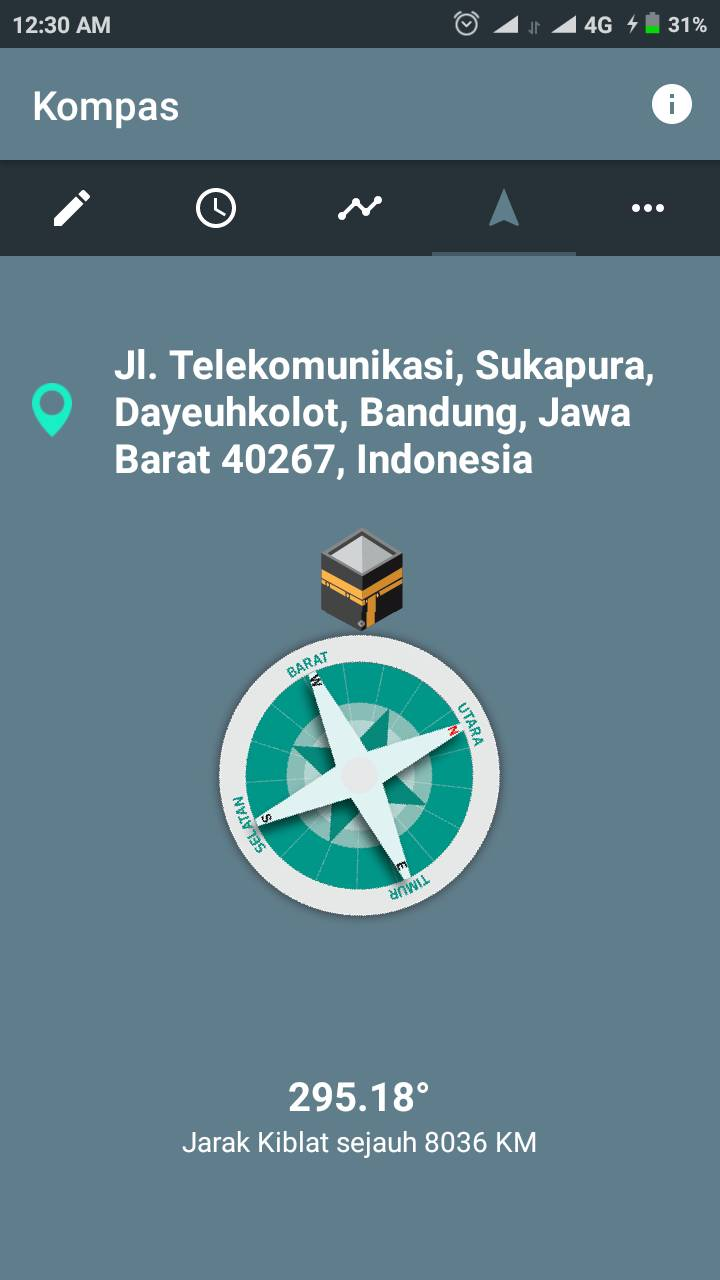 12:30 AM 4G 31%
Kompas
Jl. Telekomunikasi, Sukapura,
Dayeuhkolot, Bandung, Jawa
Barat 40267, Indonesia
BARAT
W
UTARA
N
SELATAN
S
E
TIMUR
295.18°
Jarak Kiblat sejauh 8036 KM